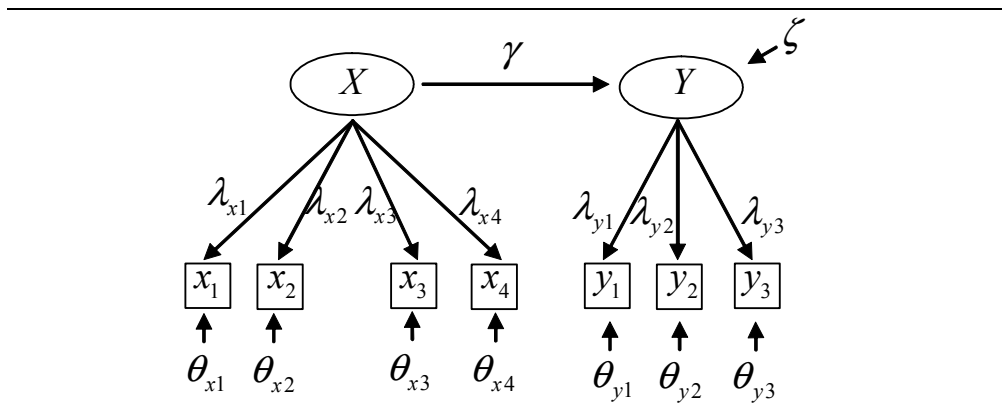 γ ζ
X Y
λx1 λx2 λx3 λx4 λy1 λy2 λy3
x1 x2 x3 x4 y1 y2 y3
θx1 θx2 θx3 θx4 θy1 θy2 θy3